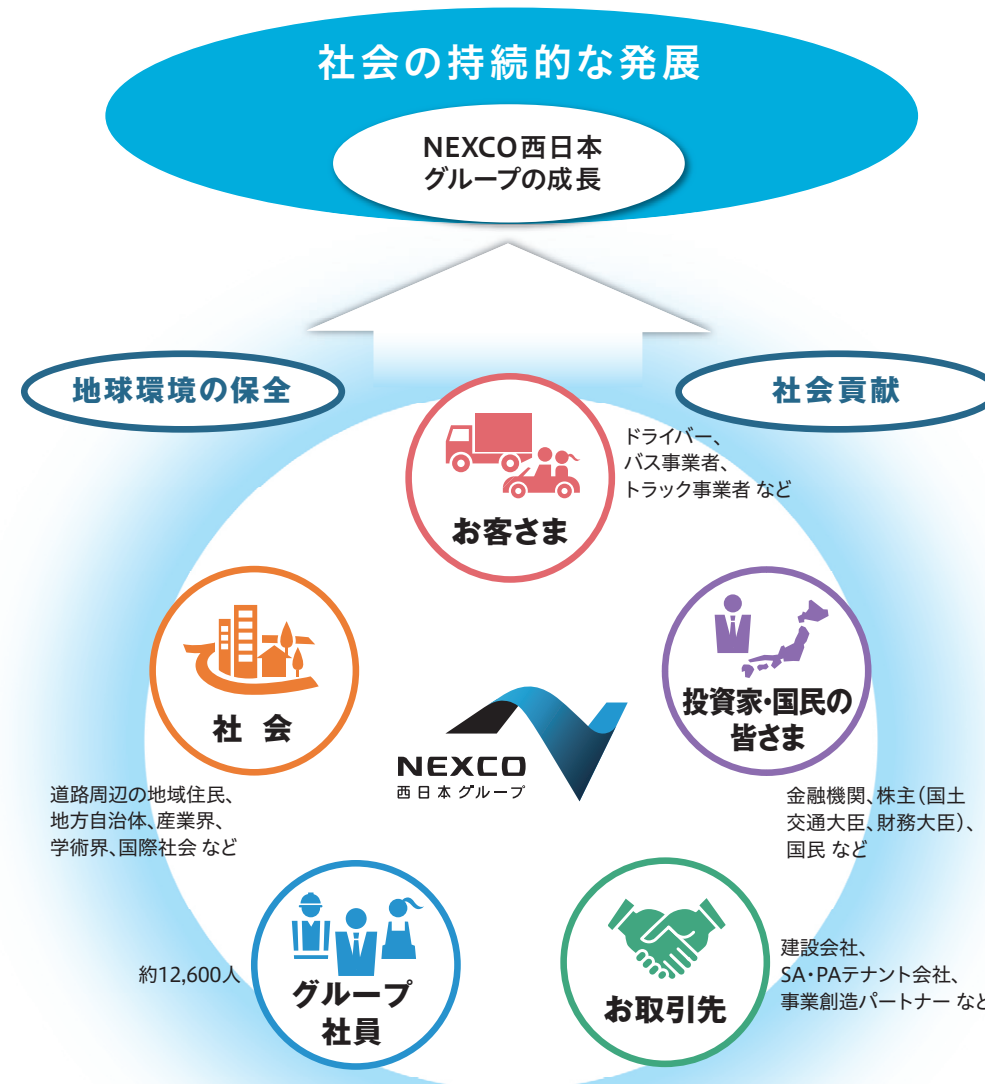 社会の持続的な発展
NEXCO西日本
グループの成長
地球環境の保全
社会貢献
お客さま
ドライバー、
バス事業者、
トラック事業者 など
社会
道路周辺の地域住民、
地方自治体、産業界、
学術界、国際社会 など
投資家・国民の
皆さま
金融機関、株主(国土
交通大臣、財務大臣)、
国民 など
NEXCO
西日本グループ
約12,600人
グループ
社員
お取引先
建設会社、
SA・PAテナント会社、
事業創造パートナー など